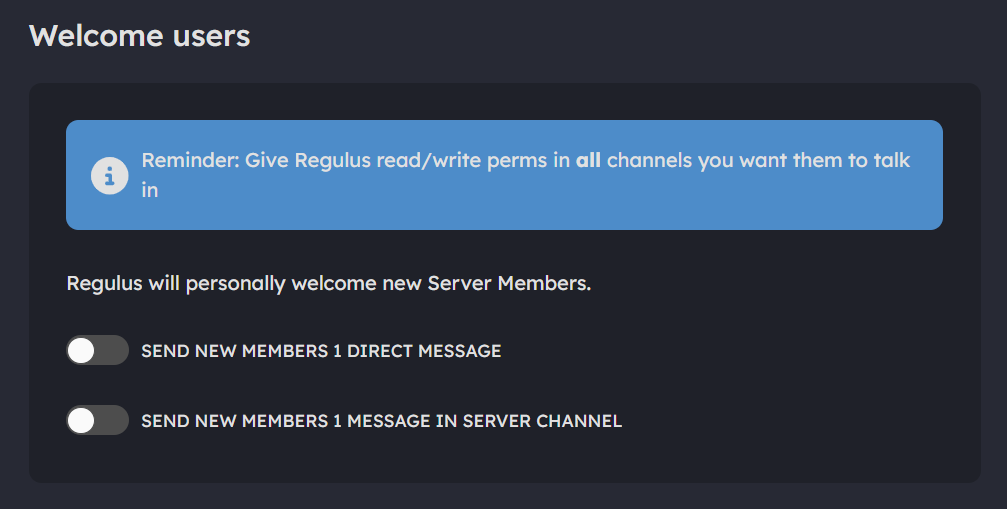 Welcome users
Reminder: Give Regulus read/write perms in all channels you want them to talk
in
Regulus will personally welcome new Server Members.
SEND NEW MEMBERS 1 DIRECT MESSAGE
SEND NEW MEMBERS 1 MESSAGE IN SERVER CHANNEL